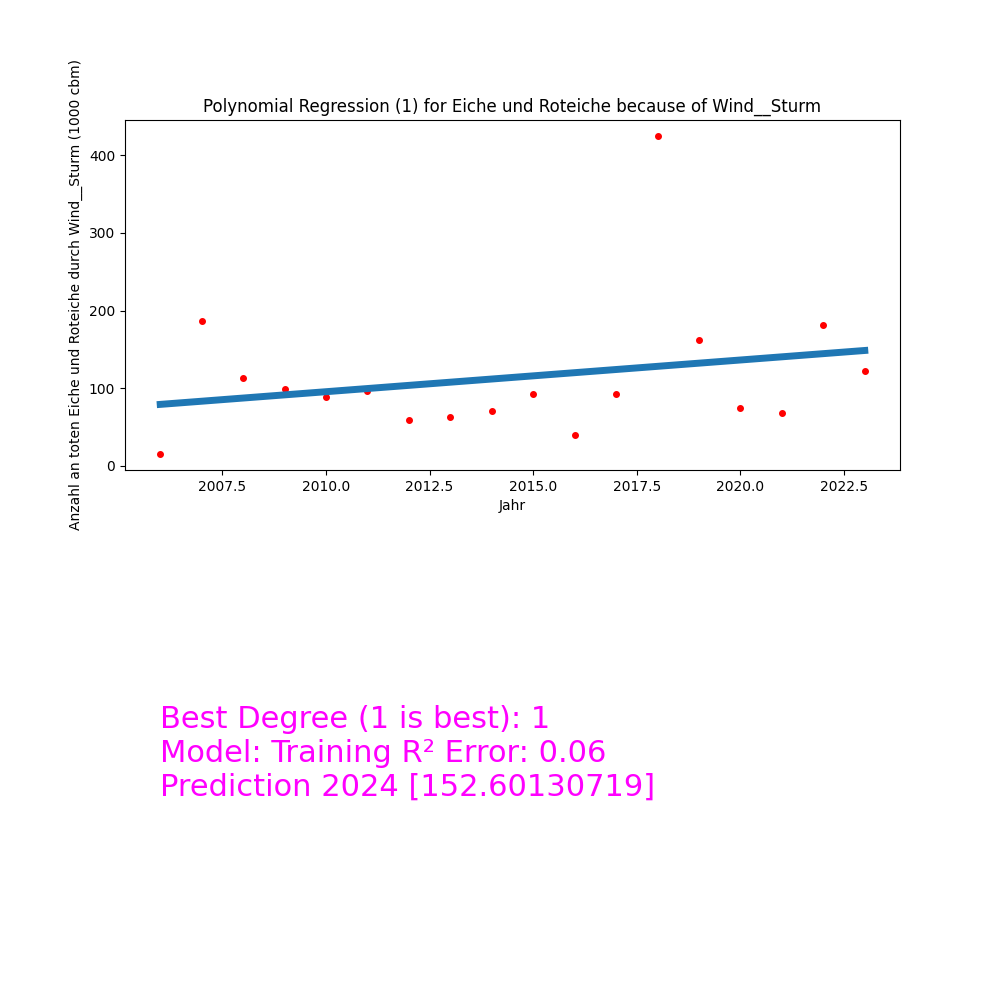 Polynomial Regression (1) for Eiche und Roteiche because of Wind__Sturm
Anzahl an toten Eiche und Roteiche durch Wind__Sturm (1000 cbm)
400
300
200
100
0
2007.5 2010.0 2012.5 2015.0 2017.5 2020.0 2022.5
Jahr
Best Degree (1 is best): 1
Model: Training R² Error: 0.06
Prediction 2024 [152.60130719]